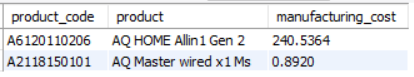 product_code product manufacturing_cost
A6120110206 AQ HOME Allin1 Gen 2 240.5364
A2118150101 AQ Master wired x1 Ms 0.8920